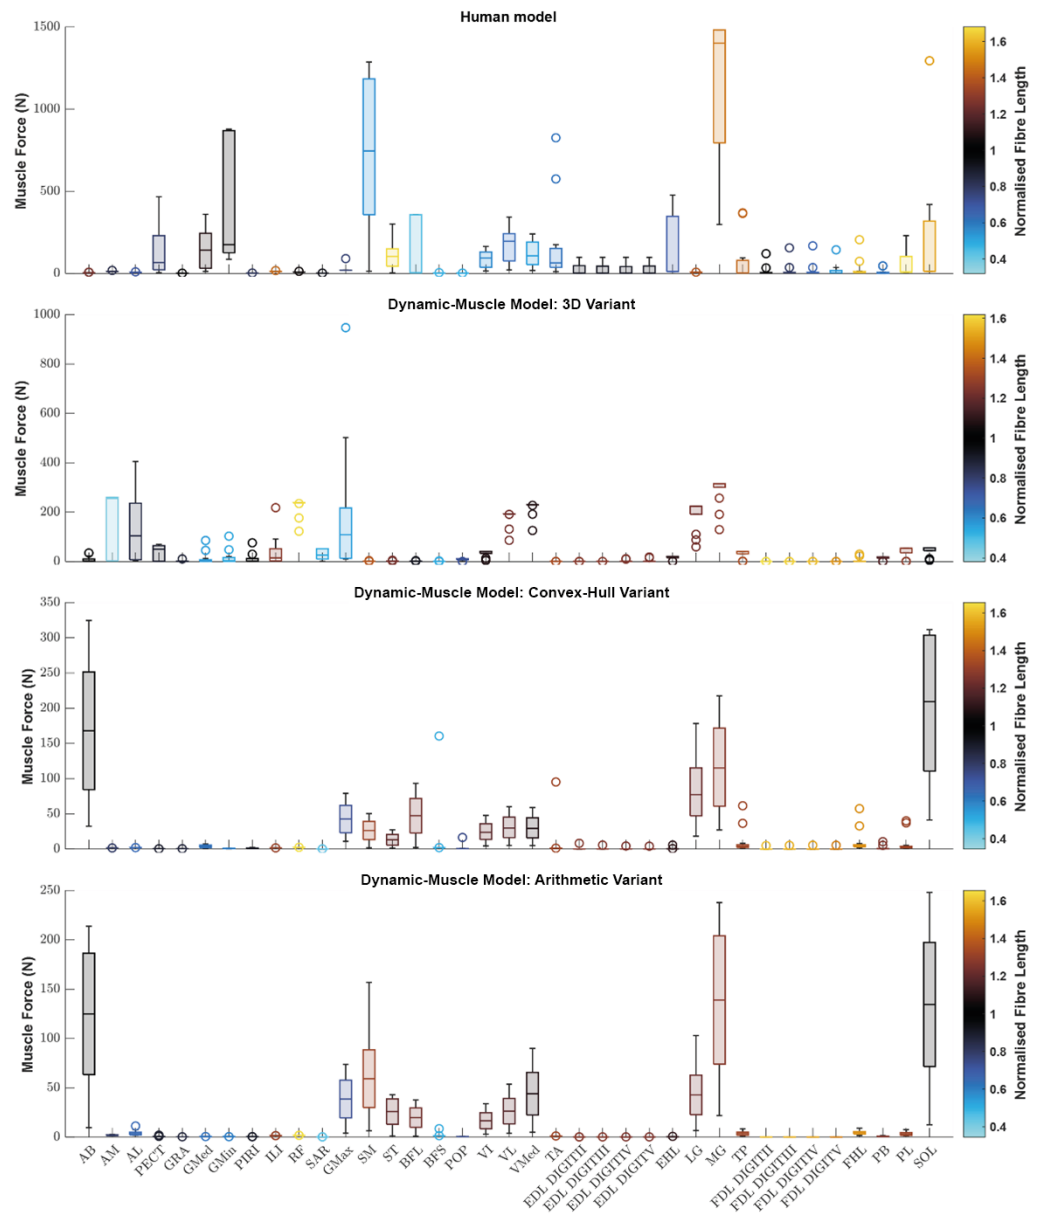 Human model
1500
1000
500
0
Muscle Force (N)
1.6
1.4
1.2
1
0.8
0.6
0.4
Normalised Fibre Length
Dynamic-Muscle Model: 3D Variant
1000
800
600
400
200
0
Muscle Force (N)
1.6
1.4
1.2
1
0.8
0.6
0.4
Normalised Fibre Length
Dynamic-Muscle Model: Convex-Hull Variant
350
300
250
200
150
100
50
0
Muscle Force (N)
1.6
1.4
1.2
1
0.8
0.6
0.4
Normalised Fibre Length
Dynamic-Muscle Model: Arithmetic Variant
250
200
150
100
50
0
Muscle Force (N)
1.6
1.4
1.2
1
0.8
0.6
0.4
Normalised Fibre Length
AB
AM
AL
PECT
GRA
GMed
GMin
PIRI
ILI
RF
SAR
GMax
SM
ST
BFL
BFS
POP
VI
VL
VMed
TA
EDL DIGITII
EDL DIGITIII
EDL DIGITIV
EDL DIGITV
EHL
LG
MG
TP
FDL DIGITII
FDL DIGITIII
FDL DIGITIV
FDL DIGITV
FHL
PB
PL
SOL